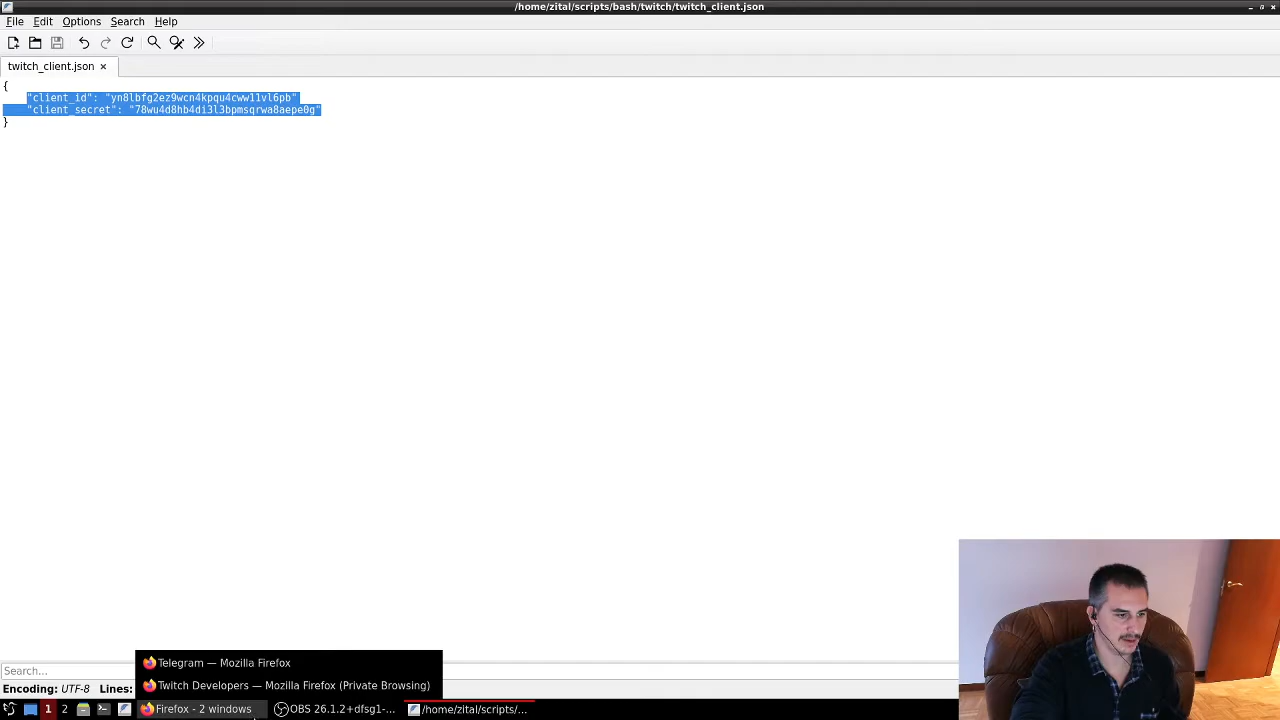 /home/zital/scripts/bash/twitch/twitch_client.json
File Edit Options Search Help
twitch_client.json
{
"client_id": "yn8lbfg2ez9wcn4kpqu4cww11vl6pb"
"client_secret": "78wu4d8hb4di3l3bpmsqrwa8aepe0g"
}
Search...
Telegram — Mozilla Firefox
Twitch Developers — Mozilla Firefox (Private Browsing)
Encoding: UTF-8 Lines:
1 2 Firefox - 2 windows OBS 26.1.2+dfsg1-... /home/zital/scripts/...